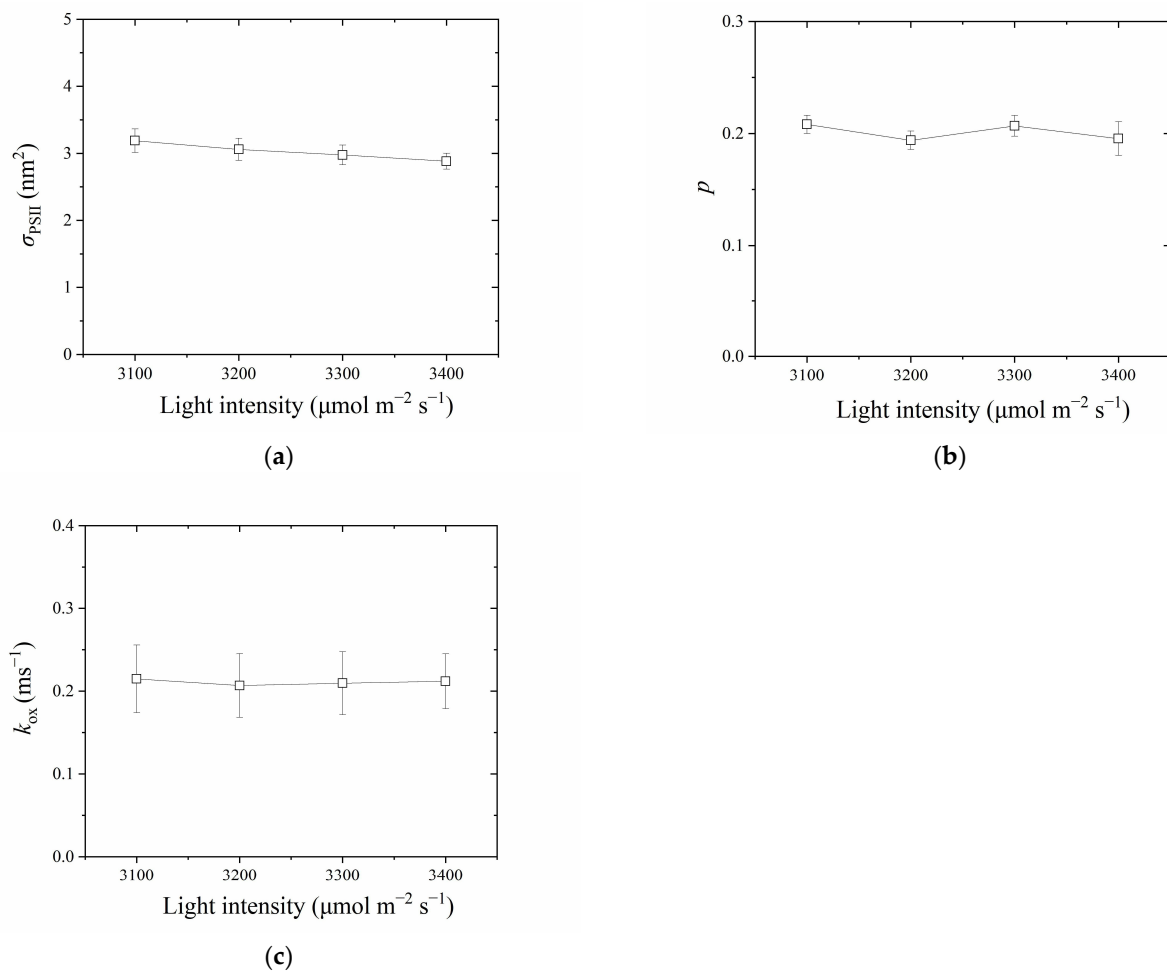 5
4
3
2
1
0
σPSII (nm²)
3100 3200 3300 3400
Light intensity (μmol m⁻² s⁻¹)
(a)
0.3
0.2
0.1
0.0
p
3100 3200 3300 3400
Light intensity (μmol m⁻² s⁻¹)
(b)
0.4
0.3
0.2
0.1
0.0
kox (ms⁻¹)
3100 3200 3300 3400
Light intensity (μmol m⁻² s⁻¹)
(c)